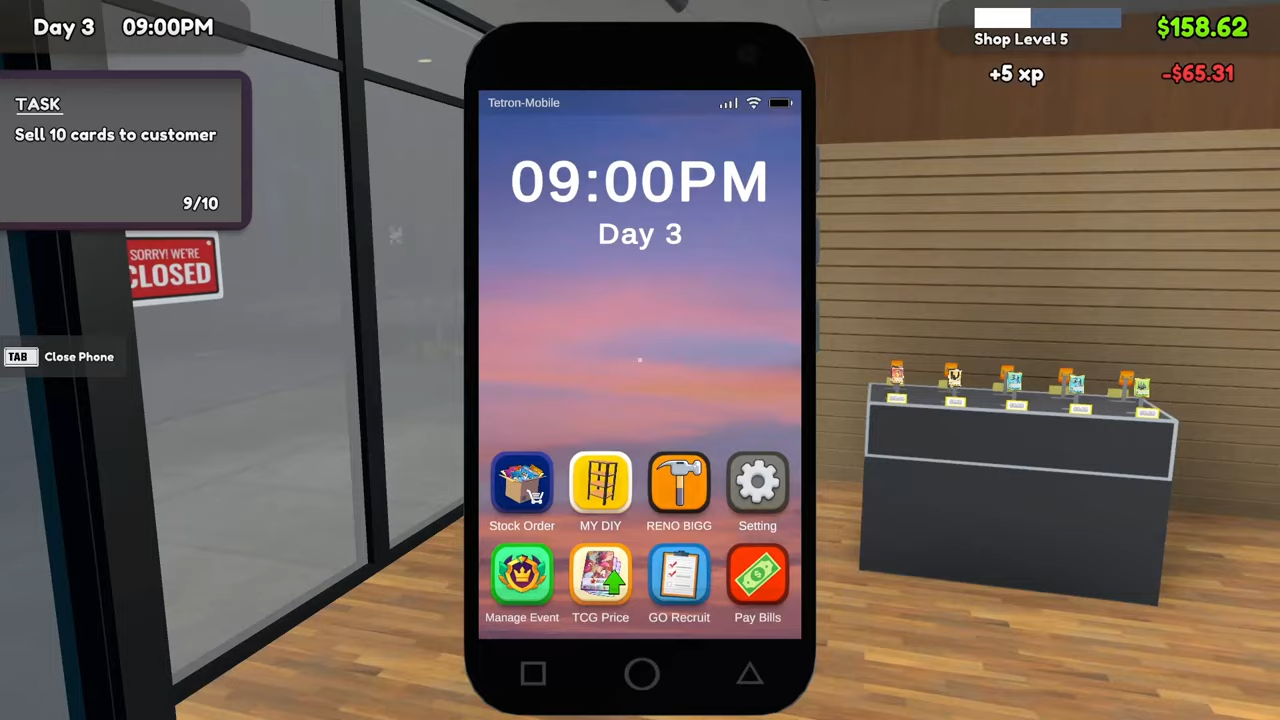 Day 3 09:00PM
Shop Level 5
$158.62
+5 xp
-$65.31
TASK
Sell 10 cards to customer
9/10
SORRY! WE'RE
CLOSED
TAB Close Phone
Tetron-Mobile
09:00PM
Day 3
Stock Order
MY DIY
RENO BIGG
Setting
Manage Event
TCG Price
GO Recruit
Pay Bills